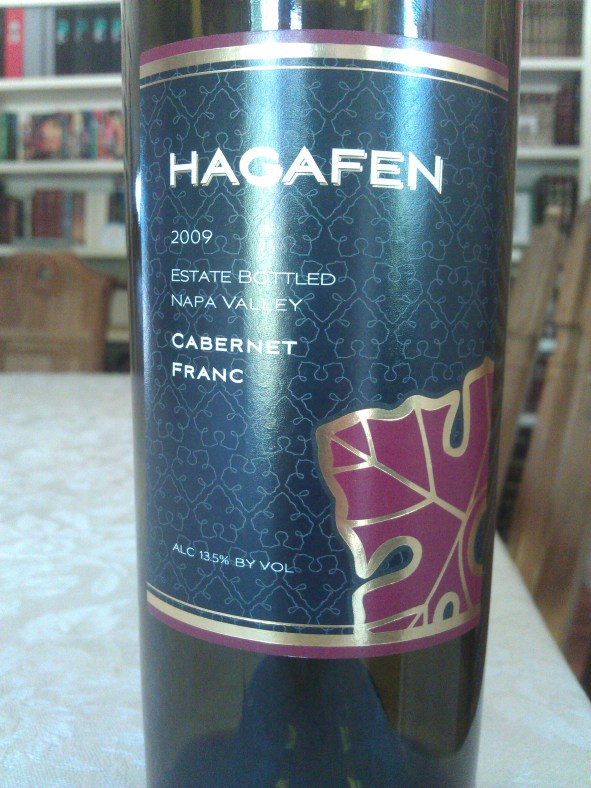 HAGAFEN
2009
ESTATE BOTTLED
NAPA VALLEY
CABERNET
FRANC
ALC 13.5% BY VOL